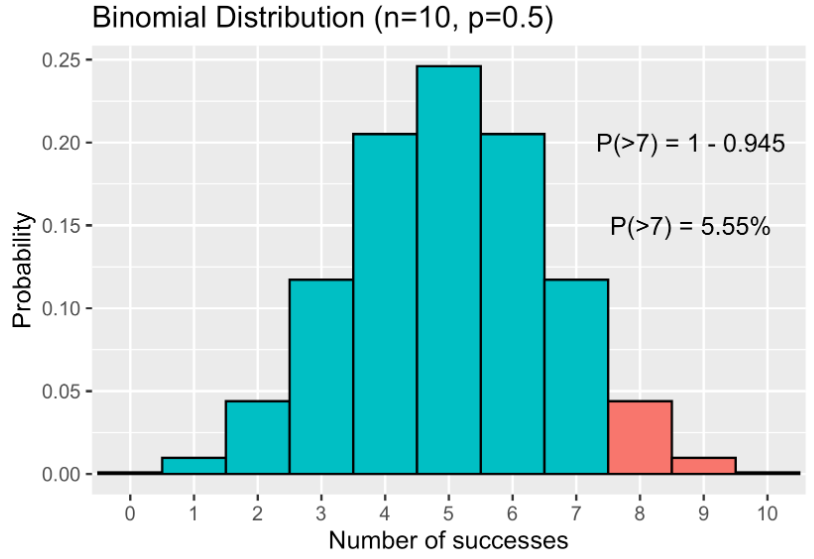 Binomial Distribution (n=10, p=0.5)
0.25
0.20
0.15
0.10
0.05
0.00
Probability
P(>7) = 1 - 0.945
P(>7) = 5.55%
0 1 2 3 4 5 6 7 8 9 10
Number of successes